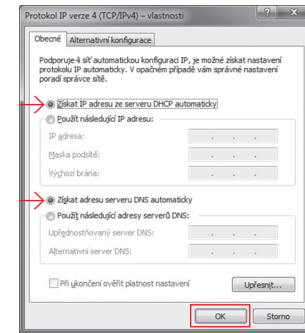 Protokol IP verze 4 (TCP/IPv4) – vlastnosti
Obecné Alternativní konfigurace
Podporuje-li síť automatickou konfiguraci IP, je možné získat nastavení
protokolu IP automaticky. V opačném případě vám správné nastavení
poradí správce sítě.
Získat IP adresu ze serveru DHCP automaticky
Použít následující IP adresu:
IP adresa:
Maska podsítě:
Výchozí brána:
Získat adresu serveru DNS automaticky
Použít následující adresy serverů DNS:
Upřednostňovaný server DNS:
Alternativní server DNS:
Při ukončení ověřit platnost nastavení
Upřesnit...
OK Storno